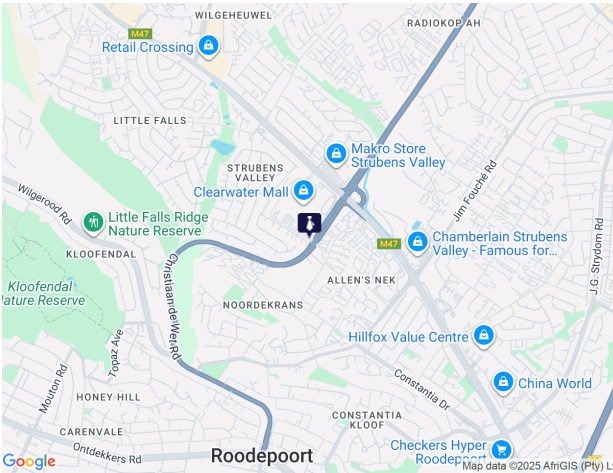 WILGEHEUWEL
RADIOKOP AH
M47
Retail Crossing
LITTLE FALLS
Makro Store
Strubens Valley
STRUBENS
VALLEY
Clearwater Mall
Jim Fouché Rd
Wilgerood Rd
Little Falls Ridge
Nature Reserve
M47
Chamberlain Strubens
Valley - Famous for...
KLOOFENDAL
Christiaan de Wet Rd
J.G. Strydom Rd
Kloofendal
Nature Reserve
ALLEN'S NEK
NOORDEKRANS
Topaz Ave
Hillfox Value Centre
Mouton Rd
Constantia Dr
China World
HONEY HILL
CONSTANTIA
KLOOF
CARENVALE
Ontdekkers Rd
Checkers Hyper
Roodepoort
Roodepoort
Google
Map data ©2025 AfriGIS (Pty) L